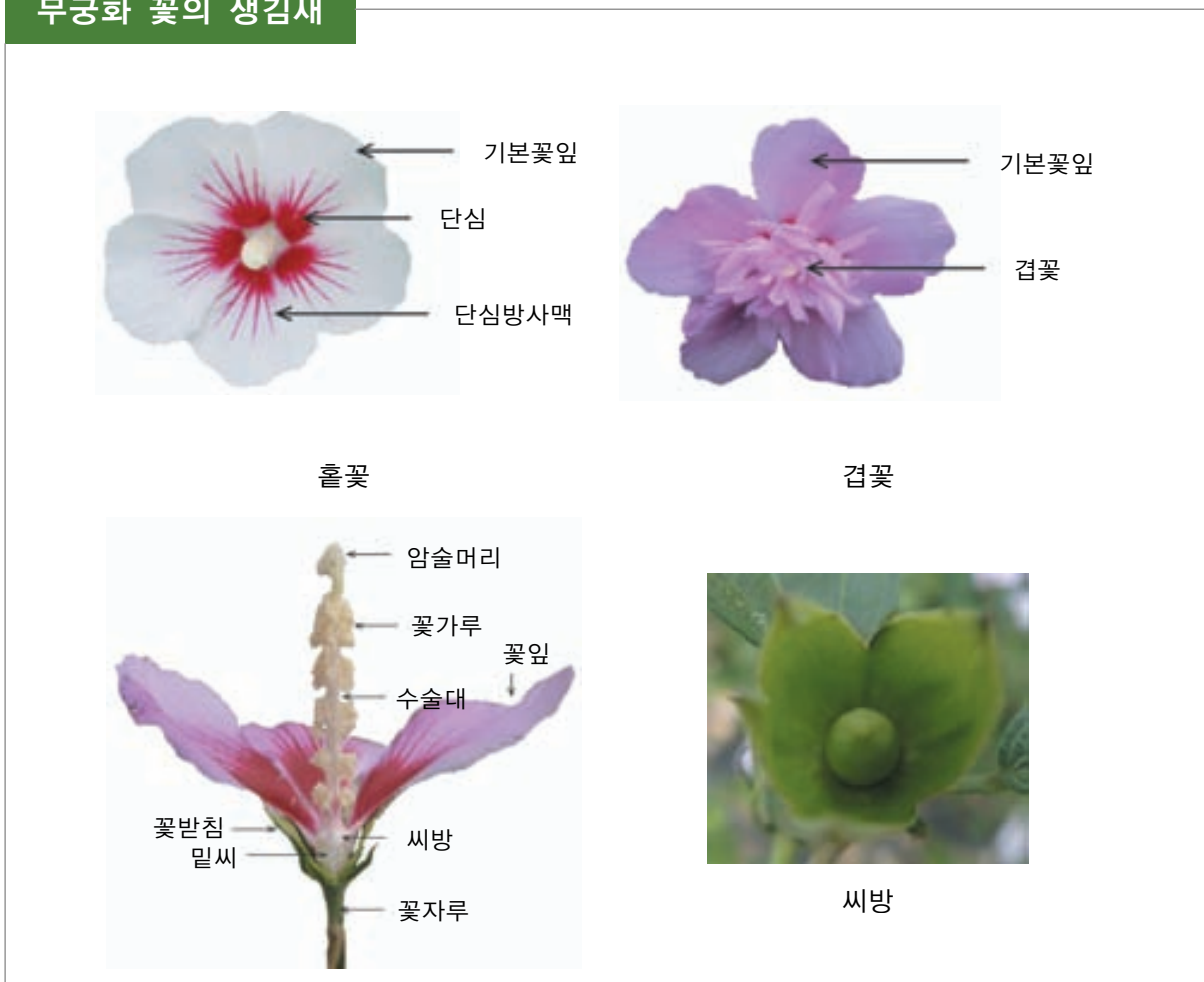 무궁화 꽃의 생김새
기본꽃잎
단심
단심방사맥
홑꽃
기본꽃잎
겹꽃
겹꽃
암술머리
꽃가루
꽃잎
수술대
꽃받침
밑씨
씨방
꽃자루
씨방